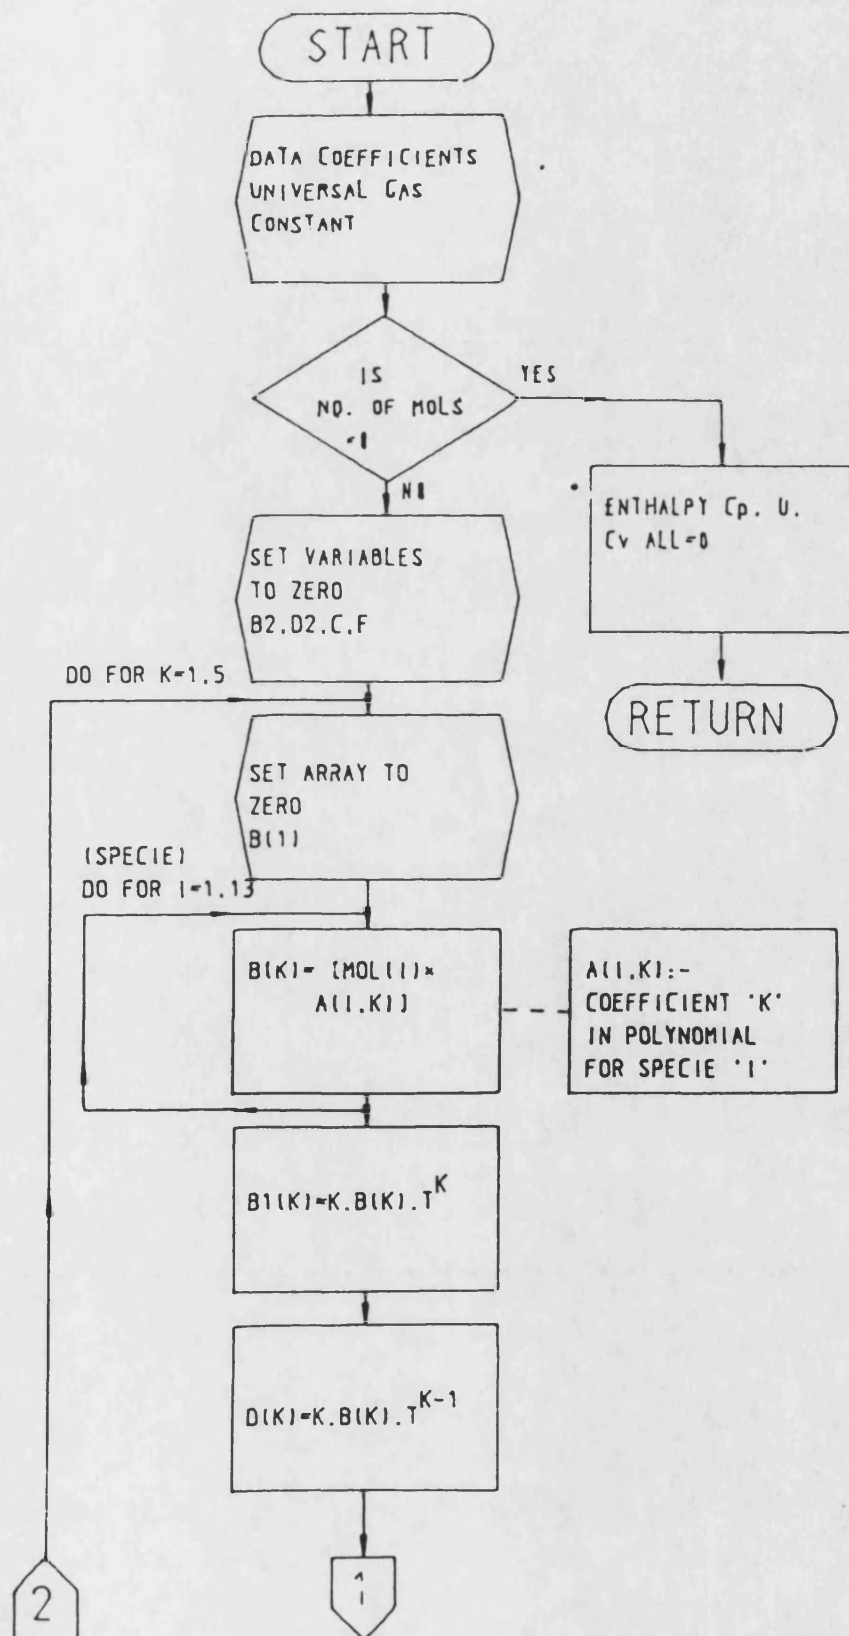 START
DATA COEFFICIENTS
UNIVERSAL GAS
CONSTANT
IS
NO. OF MOLS
YES
ENTHALPY Cp. U.
Cv ALL=0
RETURN
SET VARIABLES
TO ZERO
B2.D2.C.F
DO FOR K=1.5
SET ARRAY TO
ZERO
B(1)
(SPECIE)
DO FOR I=1.13
B(K)= [MOL(I)×
A(I.K)]
A(I.K):-
COEFFICIENT 'K'
IN POLYNOMIAL
FOR SPECIE 'I'
B1(K)=K.B(K).T^K
D(K)=K.B(K).T^K-1
2
1